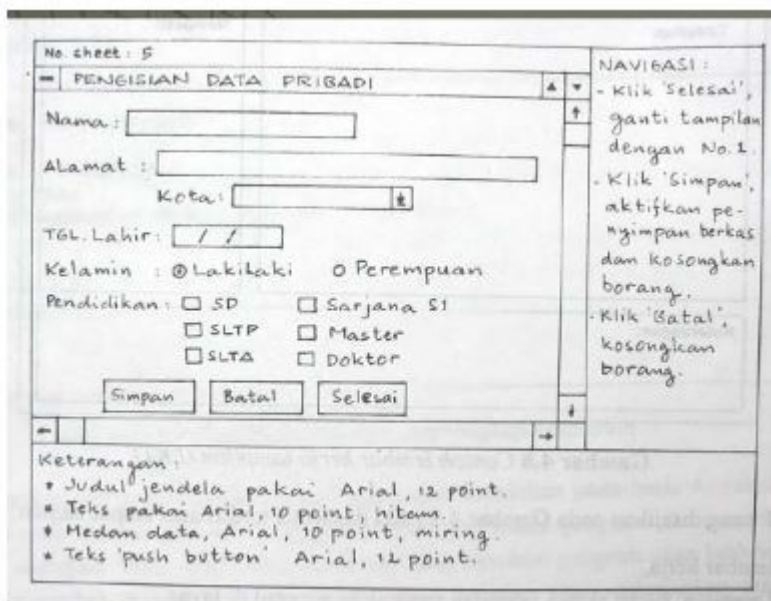 No. sheet : 5
PENGISIAN DATA PRIBADI
Nama :
Alamat :
Kota :
TGL. Lahir : / /
Kelamin : Lakilaki Perempuan
Pendidikan : SD Sarjana S1
SLTP Master
SLTA Doktor
Simpan Batal Selesai
NAVIGASI :
- Klik 'Selesai',
ganti tampilan
dengan No. 1.
- Klik 'Simpan',
aktifkan pe-
nyimpan berkas
dan kosongkan
borang.
- Klik 'Batal',
kosongkan
borang.
Keterangan :
* Judul jendela pakai Arial, 12 point.
* Teks pakai Arial, 10 point, hitam.
* Medan data, Arial, 10 point, miring.
* Teks 'push button' Arial, 12 point.